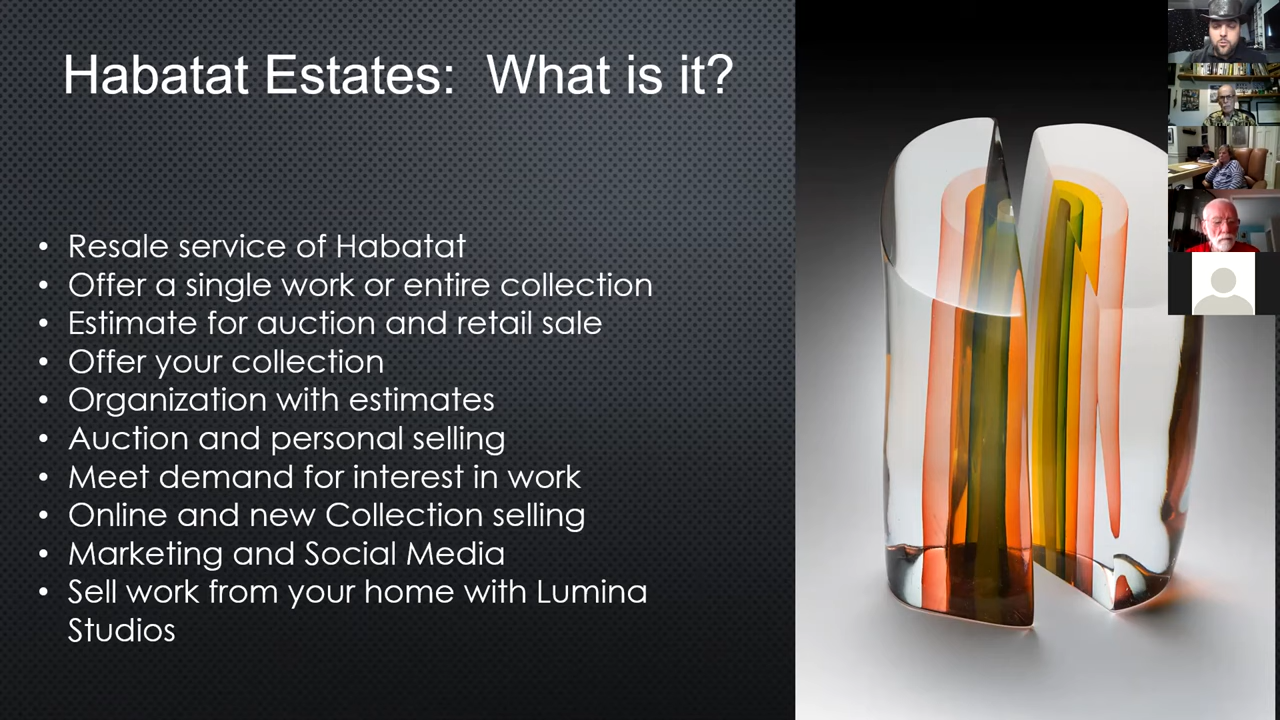 Habatat Estates: What is it?
• Resale service of Habatat
• Offer a single work or entire collection
• Estimate for auction and retail sale
• Offer your collection
• Organization with estimates
• Auction and personal selling
• Meet demand for interest in work
• Online and new Collection selling
• Marketing and Social Media
• Sell work from your home with Lumina
Studios